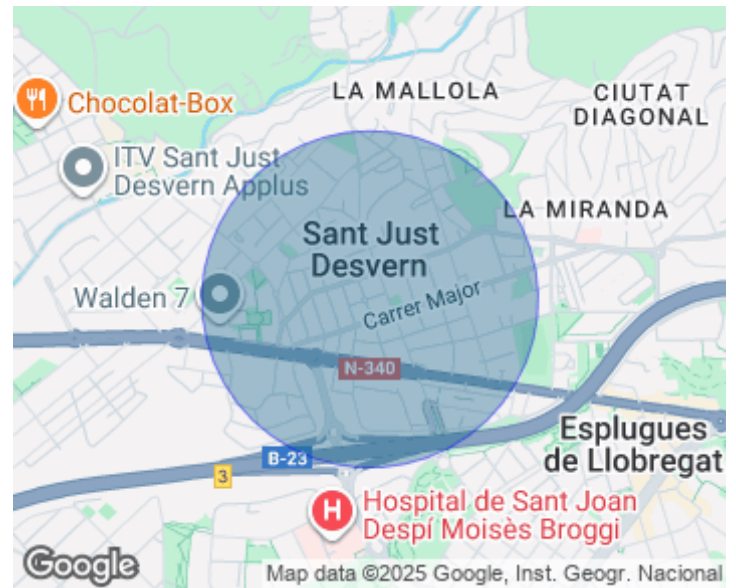 LA MALLOLA
CIUTAT
DIAGONAL
Chocolat-Box
ITV Sant Just
Desvern Applus
LA MIRANDA
Sant Just
Desvern
Walden 7
Carrer Major
N-340
Esplugues
de Llobregat
B-23
3
H
Hospital de Sant Joan
Despí Moisès Broggi
Google
Map data ©2025 Google, Inst. Geogr. Nacional